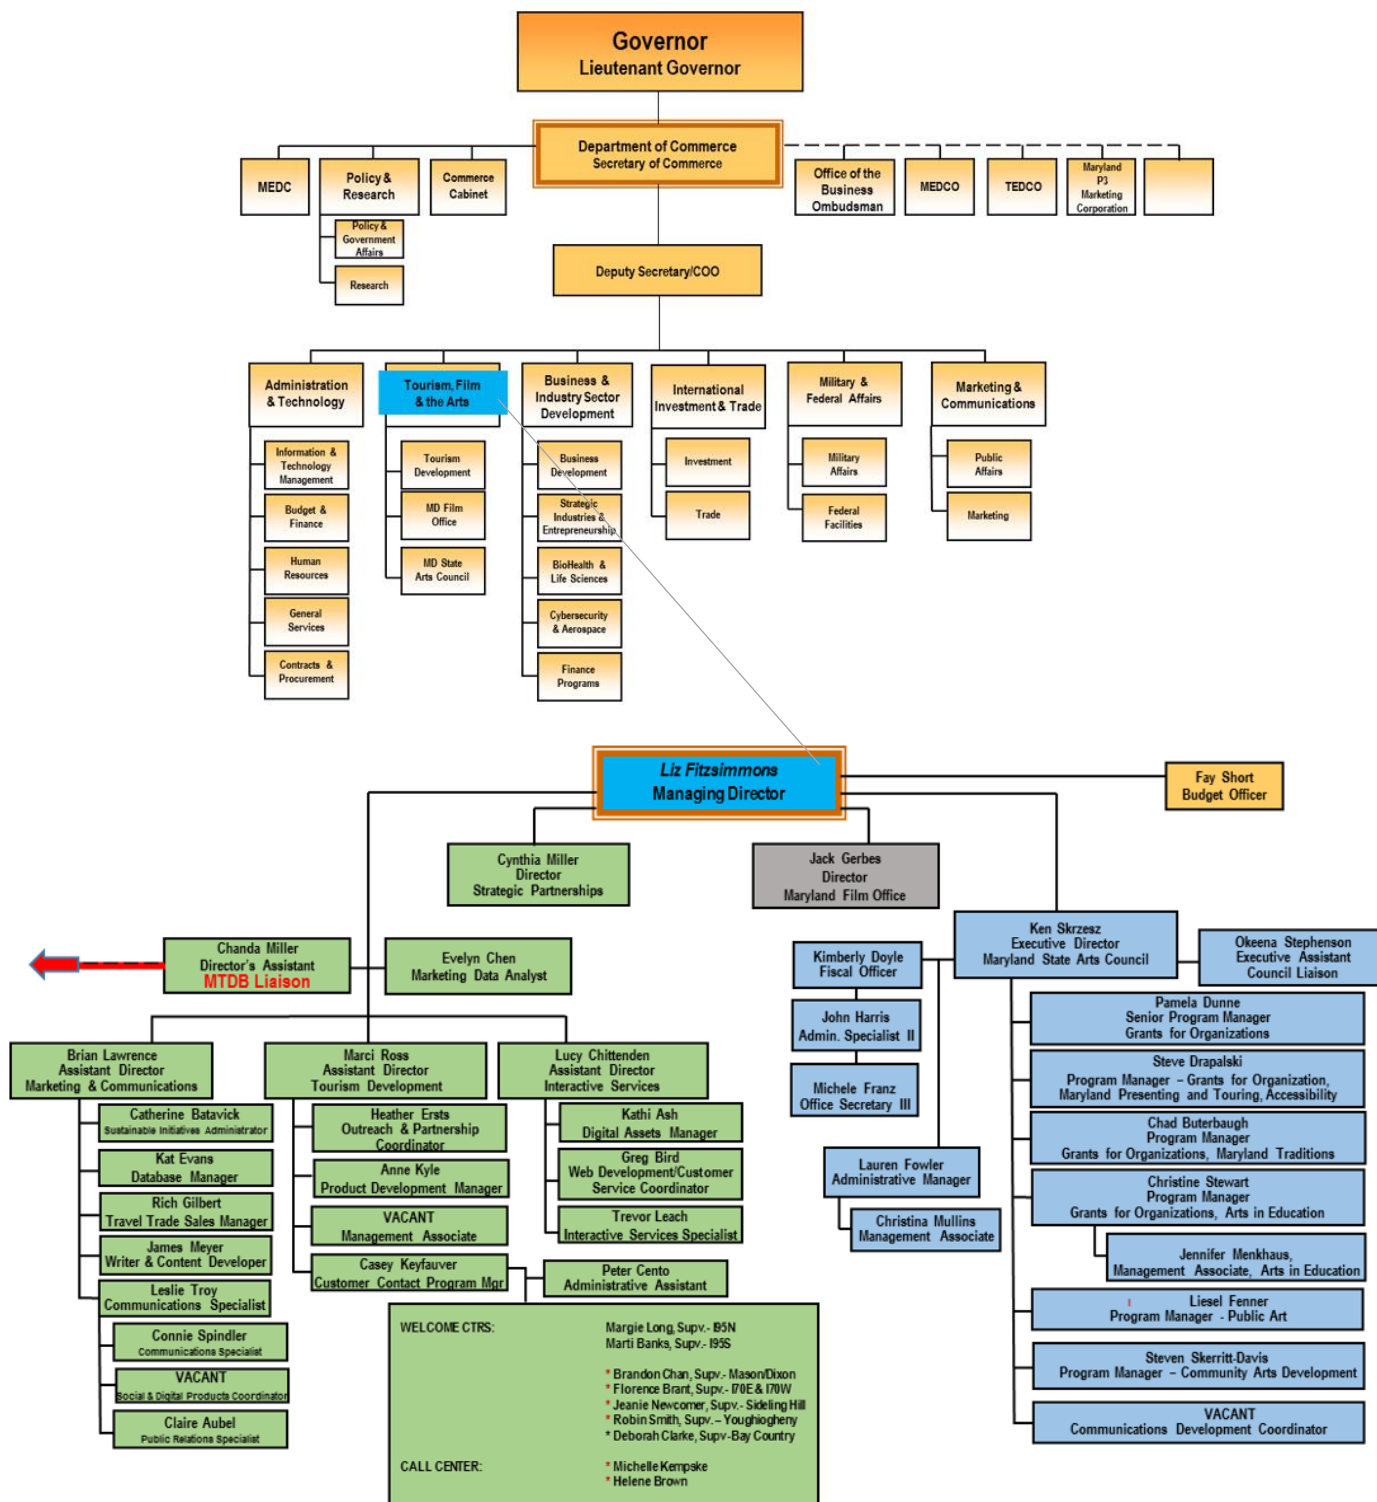 Governor
Lieutenant Governor
Department of Commerce
Secretary of Commerce
MEDC
Policy &
Research
Commerce
Cabinet
Office of the
Business
Ombudsman
MEDCO
TEDCO
Maryland
P3
Marketing
Corporation
Policy &
Government
Affairs
Research
Deputy Secretary/COO
Administration
& Technology
Tourism, Film
& the Arts
Business &
Industry Sector
Development
International
Investment & Trade
Military &
Federal Affairs
Marketing &
Communications
Information &
Technology
Management
Budget &
Finance
Human
Resources
General
Services
Contracts &
Procurement
Tourism
Development
MD Film
Office
MD State
Arts Council
Business
Development
Strategic
Industries &
Entrepreneurship
BioHealth &
Life Sciences
Cybersecurity
& Aerospace
Finance
Programs
Investment
Trade
Military
Affairs
Federal
Facilities
Public
Affairs
Marketing
Liz Fitzsimmons
Managing Director
Fay Short
Budget Officer
Cynthia Miller
Director
Strategic Partnerships
Jack Gerbes
Director
Maryland Film Office
Chanda Miller
Director's Assistant
MTDB Liaison
Evelyn Chen
Marketing Data Analyst
Kimberly Doyle
Fiscal Officer
John Harris
Admin. Specialist II
Michele Franz
Office Secretary III
Lauren Fowler
Administrative Manager
Christina Mullins
Management Associate
Ken Skrzesz
Executive Director
Maryland State Arts Council
Okeena Stephenson
Executive Assistant
Council Liaison
Pamela Dunne
Senior Program Manager
Grants for Organizations
Steve Drapalski
Program Manager – Grants for Organization,
Maryland Presenting and Touring, Accessibility
Chad Buterbaugh
Program Manager
Grants for Organizations, Maryland Traditions
Christine Stewart
Program Manager
Grants for Organizations, Arts in Education
Jennifer Menkhaus,
Management Associate, Arts in Education
Liesel Fenner
Program Manager - Public Art
Steven Skerritt-Davis
Program Manager – Community Arts Development
VACANT
Communications Development Coordinator
Brian Lawrence
Assistant Director
Marketing & Communications
Catherine Batavick
Sustainable Initiatives Administrator
Kat Evans
Database Manager
Rich Gilbert
Travel Trade Sales Manager
James Meyer
Writer & Content Developer
Leslie Troy
Communications Specialist
Connie Spindler
Communications Specialist
VACANT
Social & Digital Products Coordinator
Claire Aubel
Public Relations Specialist
Marci Ross
Assistant Director
Tourism Development
Heather Ersts
Outreach & Partnership
Coordinator
Anne Kyle
Product Development Manager
VACANT
Management Associate
Casey Keyfauver
Customer Contact Program Mgr
Lucy Chittenden
Assistant Director
Interactive Services
Kathi Ash
Digital Assets Manager
Greg Bird
Web Development/Customer
Service Coordinator
Trevor Leach
Interactive Services Specialist
Peter Cento
Administrative Assistant
WELCOME CTRS: Margie Long, Supv.- I95N
Marti Banks, Supv.- I95S
* Brandon Chan, Supv.- Mason/Dixon
* Florence Brant, Supv.- I70E & I70W
* Jeanie Newcomer, Supv.- Sideling Hill
* Robin Smith, Supv. – Youghiogheny
* Deborah Clarke, Supv-Bay Country
CALL CENTER: * Michelle Kempske
* Helene Brown